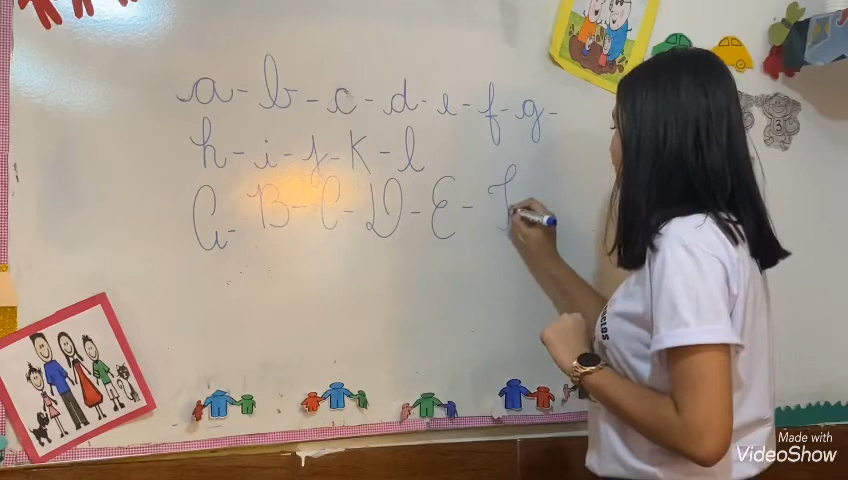 a - b - c - d - e - f - g -
h - i - j - K - l
A - B - C - D - E - F
Made with
VideoShow